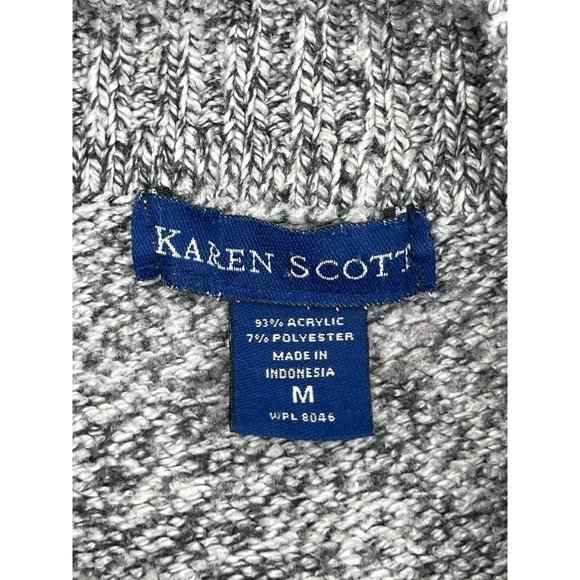 KAREN SCOTT
93% ACRYLIC
7% POLYESTER
MADE IN
INDONESIA
M
WPL 8046